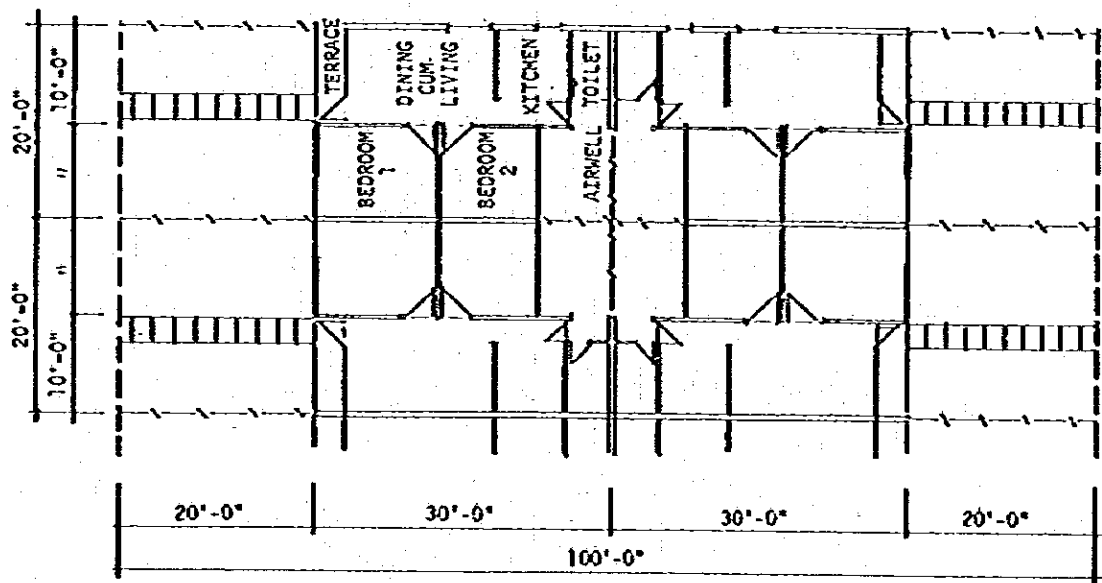 TERRACE
DINING
CUM-
LIVING
KITCHEN
TOILET
BEDROOM
1
BEDROOM
2
AIRWELL
20'-0"
10'-0"
"
"
20'-0"
10'-0"
20'-0"
30'-0"
30'-0"
20'-0"
100'-0"